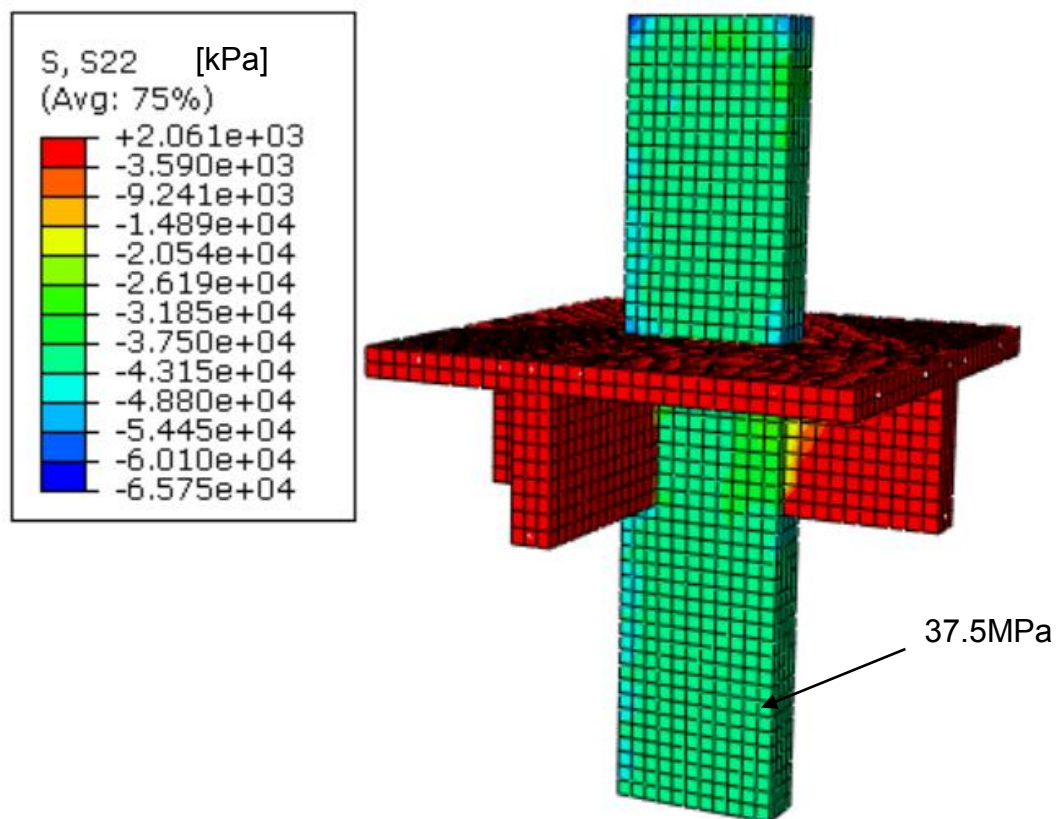 S, S22 [kPa]
(Avg: 75%)
+2.061e+03
-3.590e+03
-9.241e+03
-1.489e+04
-2.054e+04
-2.619e+04
-3.185e+04
-3.750e+04
-4.315e+04
-4.880e+04
-5.445e+04
-6.010e+04
-6.575e+04
37.5MPa